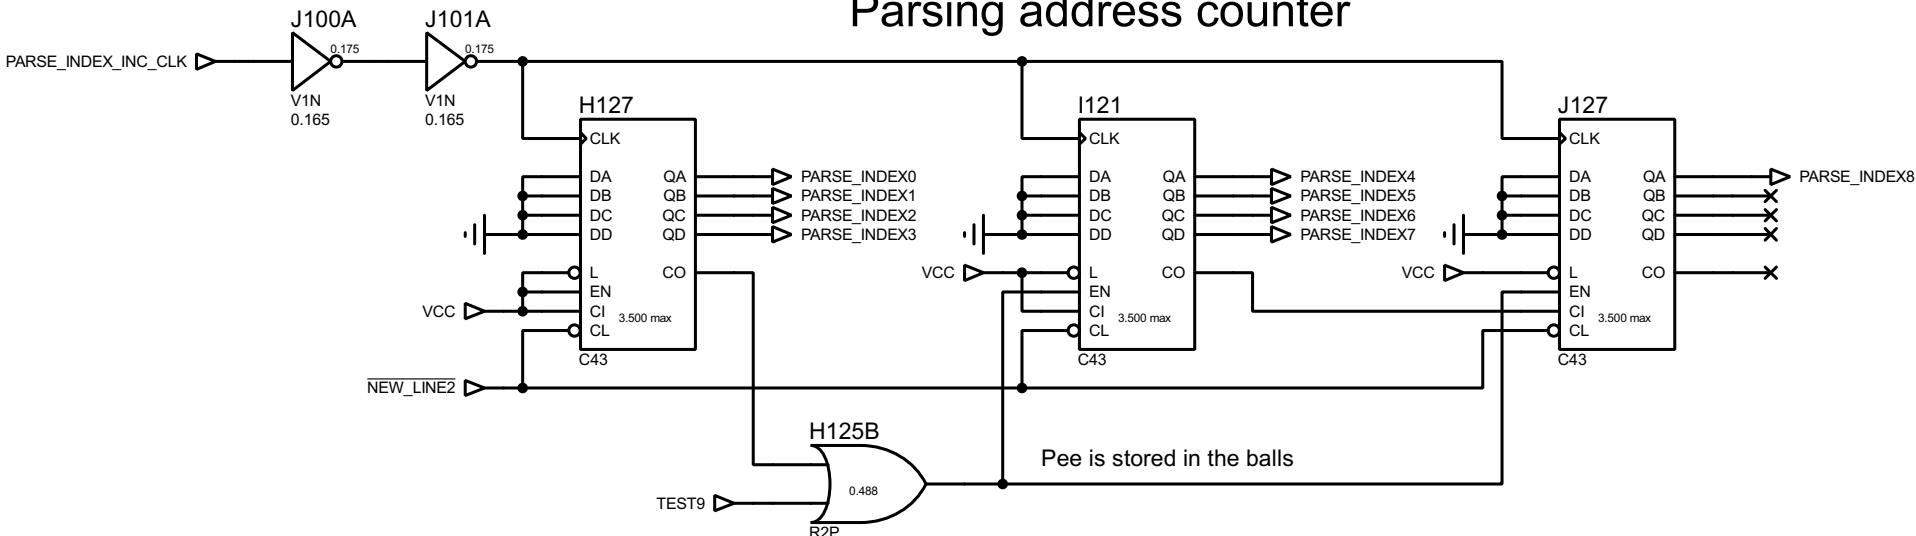 Parsing address counter
J100A
J101A
PARSE_INDEX_INC_CLK
0.175
0.175
V1N
0.165
V1N
0.165
H127
CLK
DA
DB
DC
DD
L
EN
CI
CL
QA
QB
QC
QD
CO
3.500 max
C43
PARSE_INDEX0
PARSE_INDEX1
PARSE_INDEX2
PARSE_INDEX3
VCC
NEW_LINE2
I121
CLK
DA
DB
DC
DD
L
EN
CI
CL
QA
QB
QC
QD
CO
3.500 max
C43
PARSE_INDEX4
PARSE_INDEX5
PARSE_INDEX6
PARSE_INDEX7
VCC
J127
CLK
DA
DB
DC
DD
L
EN
CI
CL
QA
QB
QC
QD
CO
3.500 max
C43
PARSE_INDEX8
VCC
H125B
0.488
R2P
TEST9
Pee is stored in the balls